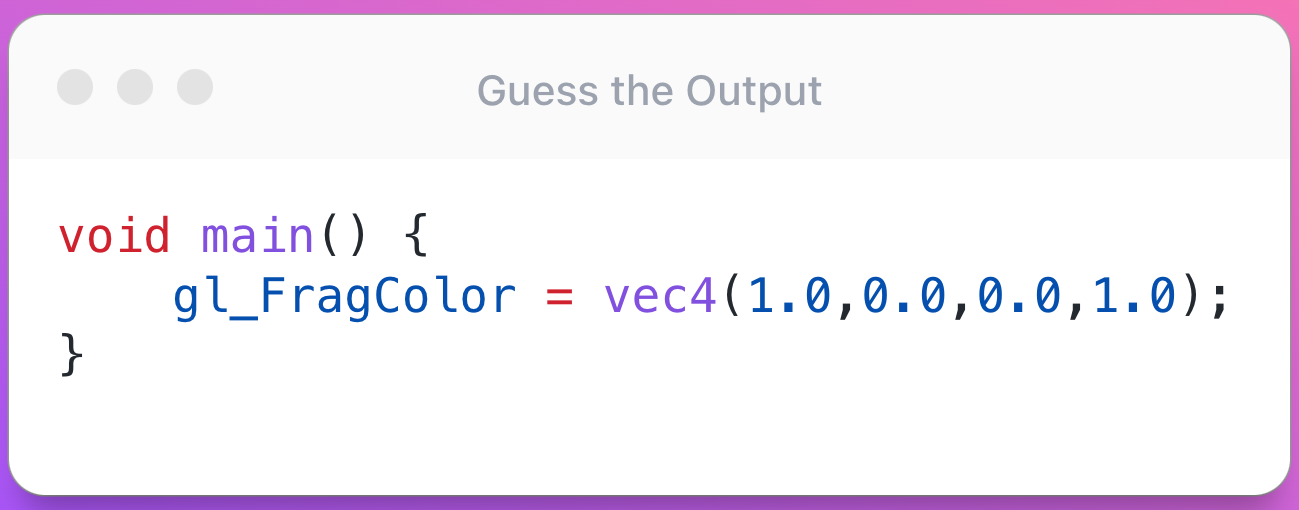 Guess the Output
void main() {
    gl_FragColor = vec4(1.0,0.0,0.0,1.0);
}